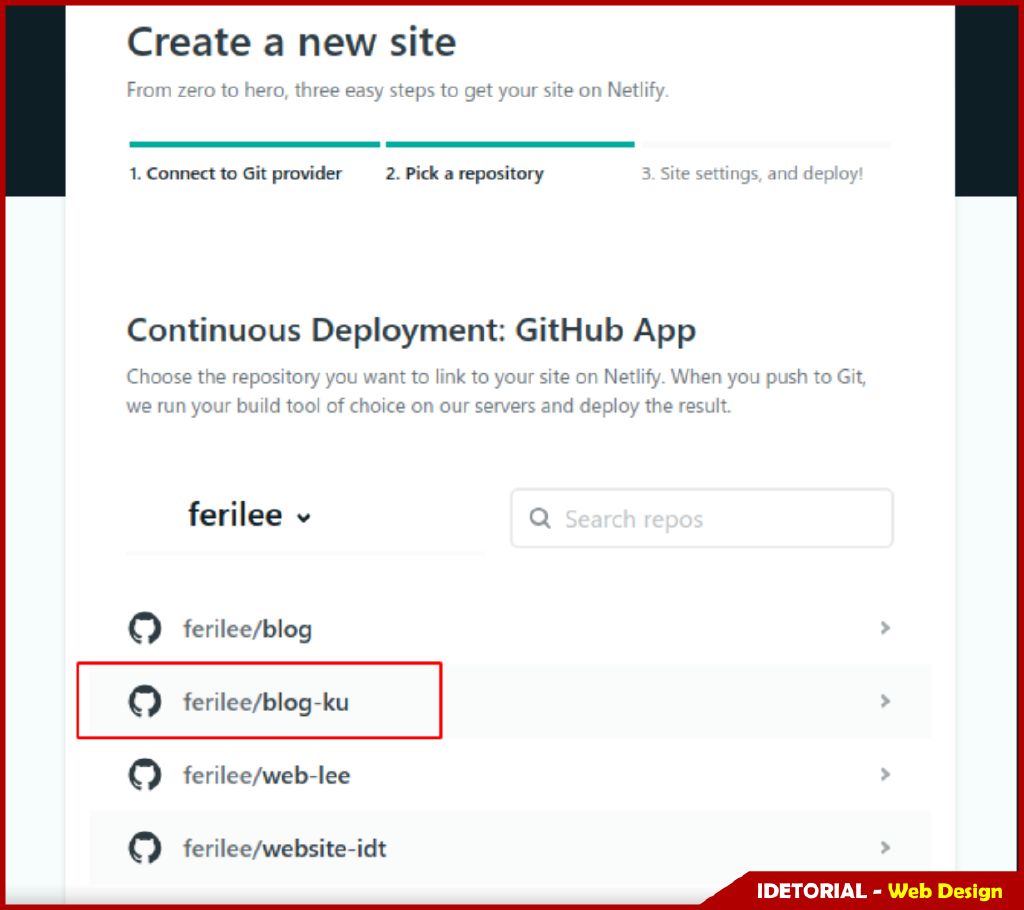 Create a new site
From zero to hero, three easy steps to get your site on Netlify.
1. Connect to Git provider
2. Pick a repository
3. Site settings, and deploy!
Continuous Deployment: GitHub App
Choose the repository you want to link to your site on Netlify. When you push to Git,
we run your build tool of choice on our servers and deploy the result.
ferilee
Search repos
ferilee/blog
ferilee/blog-ku
ferilee/web-lee
ferilee/website-idt
IDETORIAL - Web Design